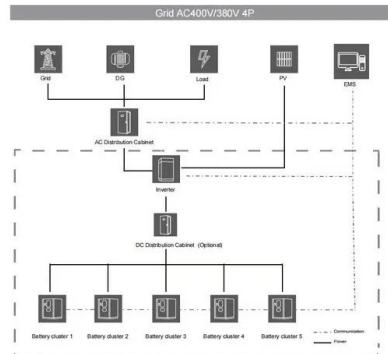 Grid AC400V/380V 4P
Grid
DG
Load
PV
EMS
AC Distribution Cabinet
Inverter
DC Distribution Cabinet (Optional)
Battery cluster 1
Battery cluster 2
Battery cluster 3
Battery cluster 4
Battery cluster 5
Communication
Power